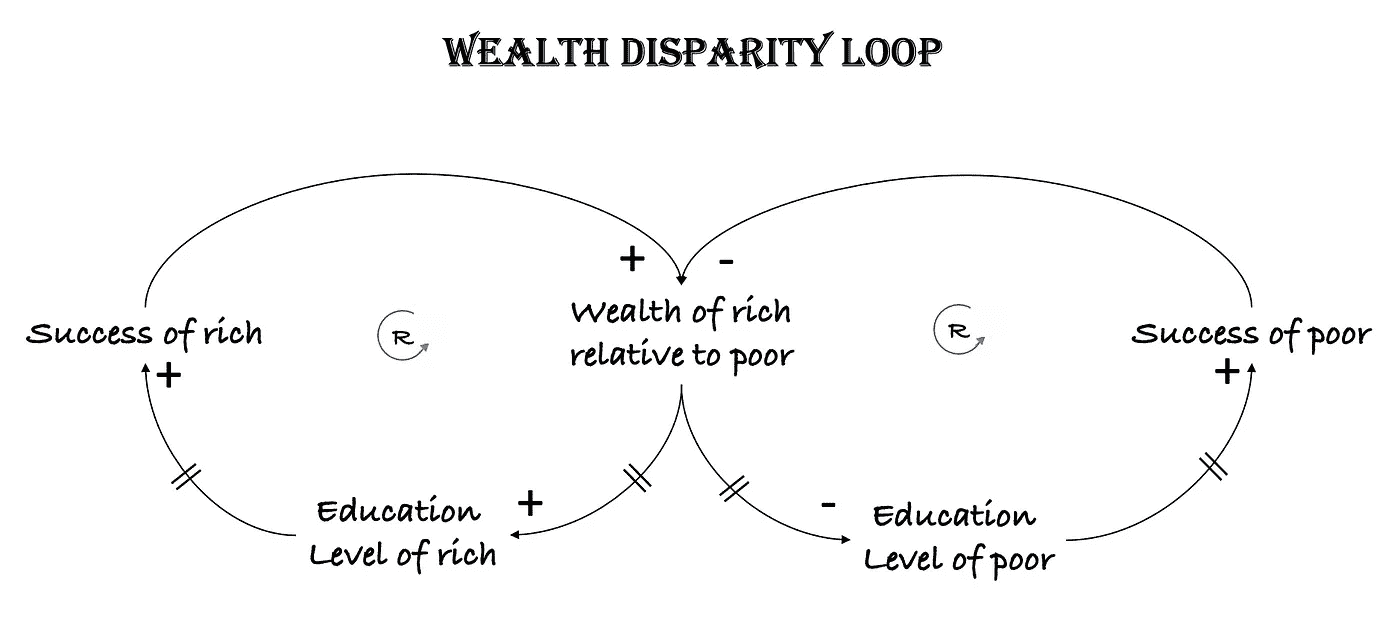 WEALTH DISPARITY LOOP
+ -
Wealth of rich
relative to poor
Success of rich
R
R
Success of poor
+
+
Education
Level of rich
+
-
Education
Level of poor